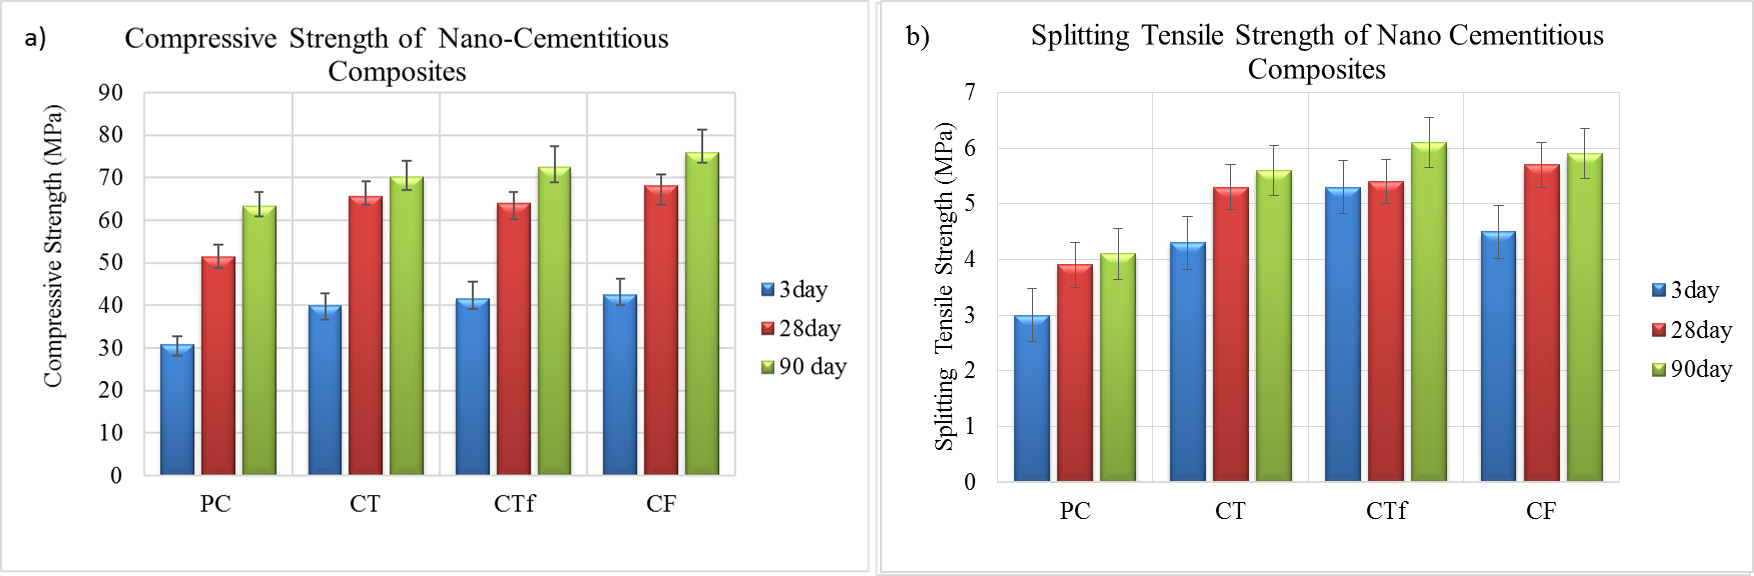 a)
Compressive Strength of Nano-Cementitious
Composites
Compressive Strength (MPa)
90
80
70
60
50
40
30
20
10
0
PC CT CTf CF
3day
28day
90 day
b)
Splitting Tensile Strength of Nano Cementitious
Composites
Splitting Tensile Strength (MPa)
7
6
5
4
3
2
1
0
PC CT CTf CF
3day
28day
90day